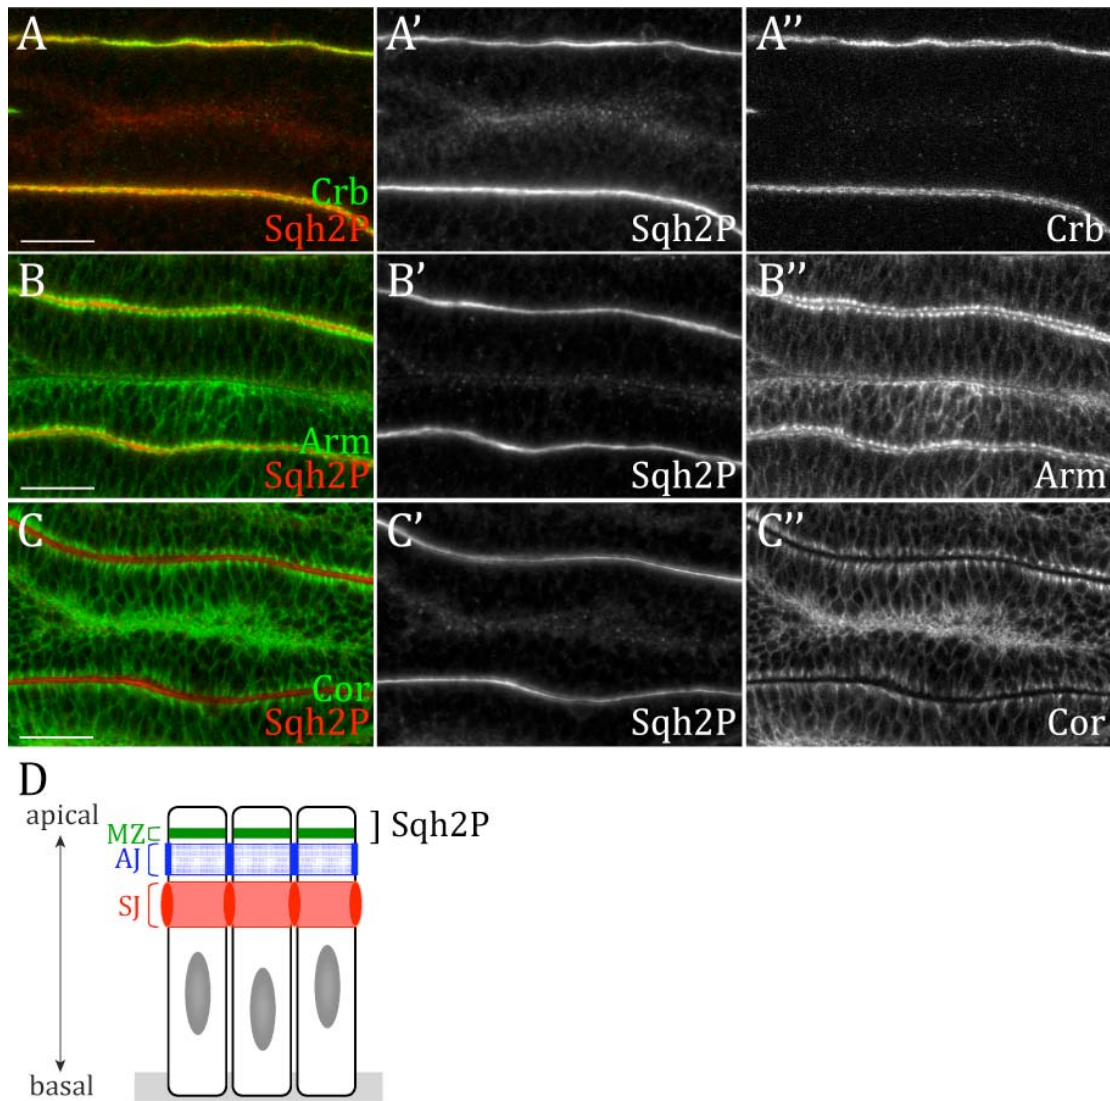 A A' A''
Crb
Sqh2P Sqh2P Crb
B B' B''
Arm
Sqh2P Sqh2P Arm
C C' C''
Cor
Sqh2P Sqh2P Cor
D
apical
MZ
AJ
SJ
basal
] Sqh2P